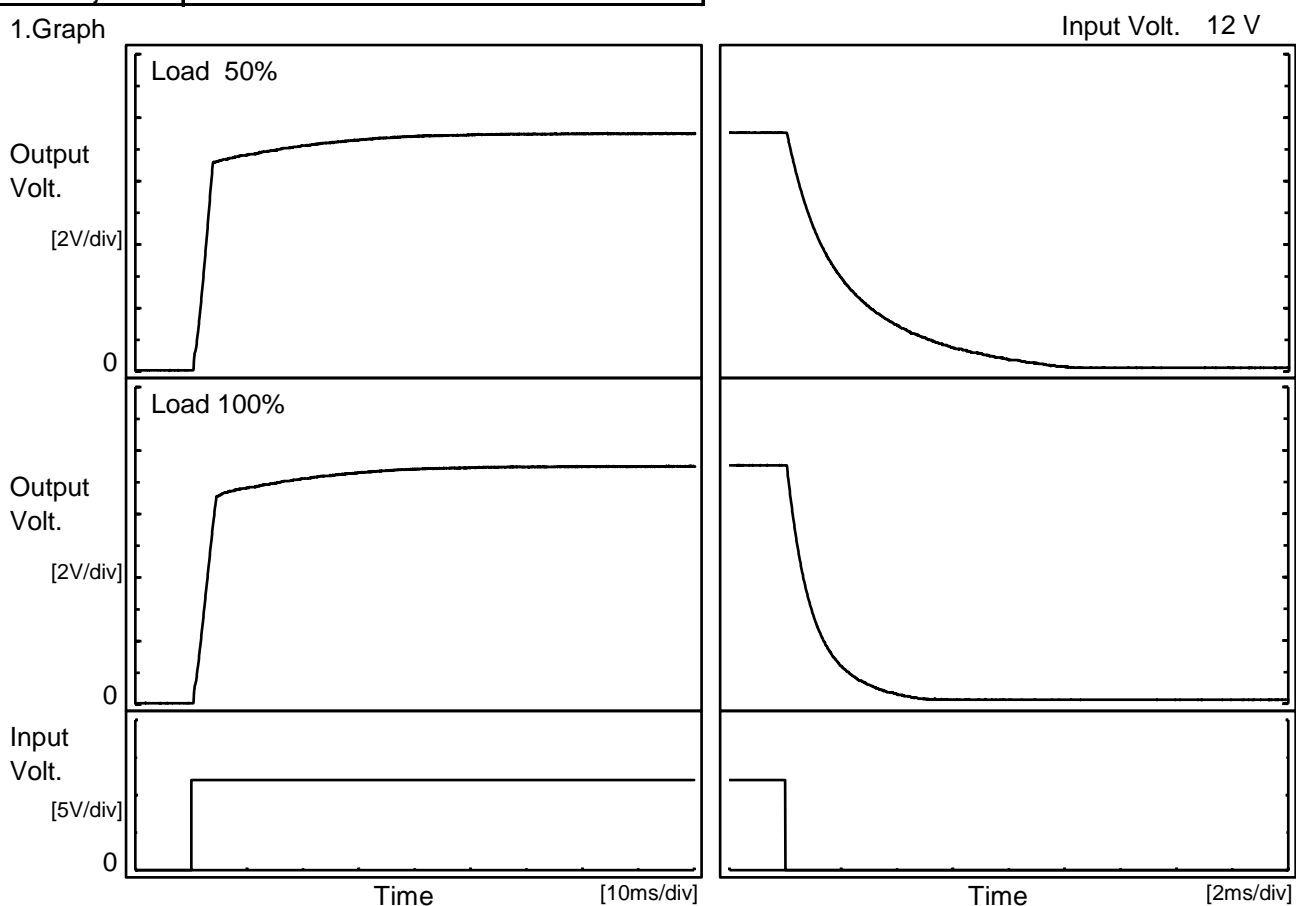 1.Graph
Input Volt. 12 V
Load 50%
Output
Volt.
[2V/div]
0
Load 100%
Output
Volt.
[2V/div]
0
Input
Volt.
[5V/div]
0
Time
[10ms/div]
Time
[2ms/div]